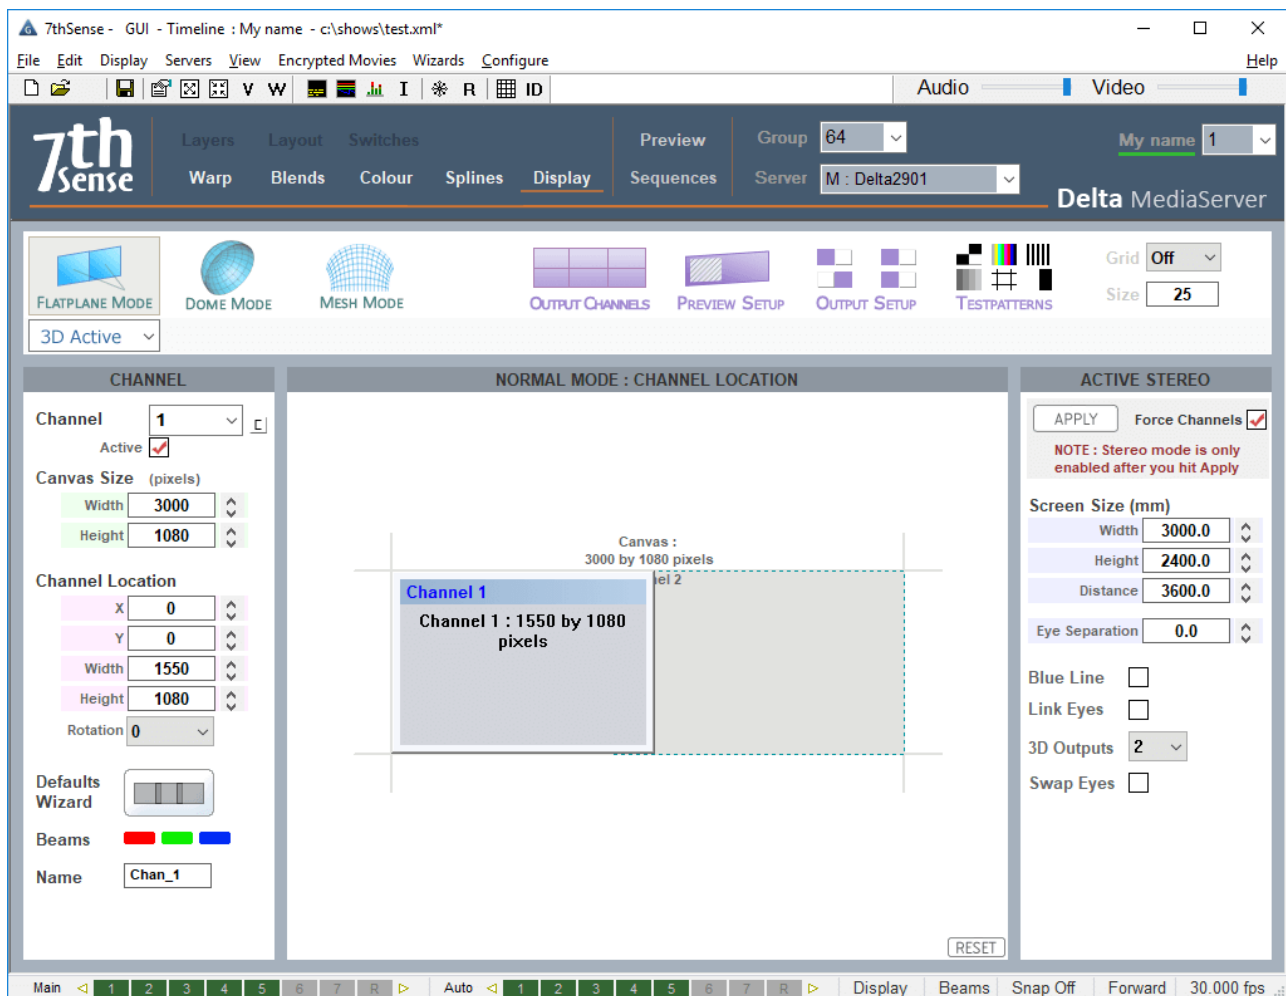 7thSense - GUI - Timeline : My name - c:\shows\test.xml*
File Edit Display Servers View Encrypted Movies Wizards Configure Help
V W I R ID Audio Video
7th Sense
Layers Layout Switches Preview Group 64 My name 1
Warp Blends Colour Splines Display Sequences Server M : Delta2901
Delta MediaServer
FLATPLANE MODE DOME MODE MESH MODE OUTPUT CHANNELS PREVIEW SETUP OUTPUT SETUP TESTPATTERNS
Grid Off
Size 25
3D Active
CHANNEL
Channel 1
Active
Canvas Size (pixels)
Width 3000
Height 1080
Channel Location
X 0
Y 0
Width 1550
Height 1080
Rotation 0
Defaults
Wizard
Beams
Name Chan_1
NORMAL MODE : CHANNEL LOCATION
Canvas :
3000 by 1080 pixels
nel 2
Channel 1
Channel 1 : 1550 by 1080
pixels
RESET
ACTIVE STEREO
APPLY Force Channels
NOTE : Stereo mode is only
enabled after you hit Apply
Screen Size (mm)
Width 3000.0
Height 2400.0
Distance 3600.0
Eye Separation 0.0
Blue Line
Link Eyes
3D Outputs 2
Swap Eyes
Main 1 2 3 4 5 6 7 R Auto 1 2 3 4 5 6 7 R Display Beams Snap Off Forward 30.000 fps